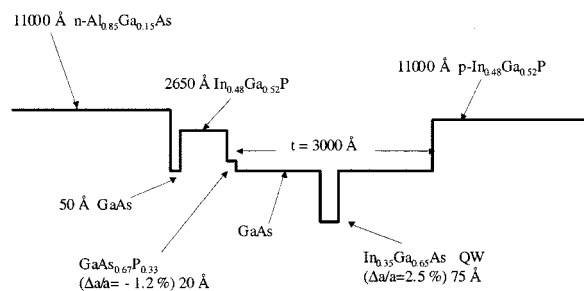 11000 Å n-Al₀.₈₅Ga₀.₁₅As
2650 Å In₀.₄₈Ga₀.₅₂P
11000 Å p-In₀.₄₈Ga₀.₅₂P
t = 3000 Å
50 Å GaAs
GaAs
GaAs₀.₆₇P₀.₃₃
(Δa/a= - 1.2 %) 20 Å
In₀.₃₅Ga₀.₆₅As QW
(Δa/a=2.5 %) 75 Å